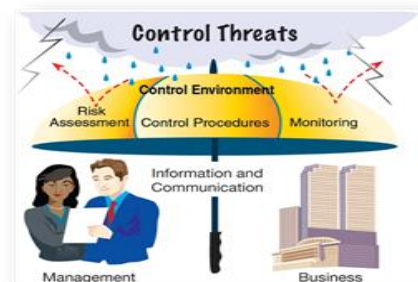 Control Threats
Control Environment
Risk
Assessment
Control Procedures
Monitoring
Information and
Communication
Management
Business